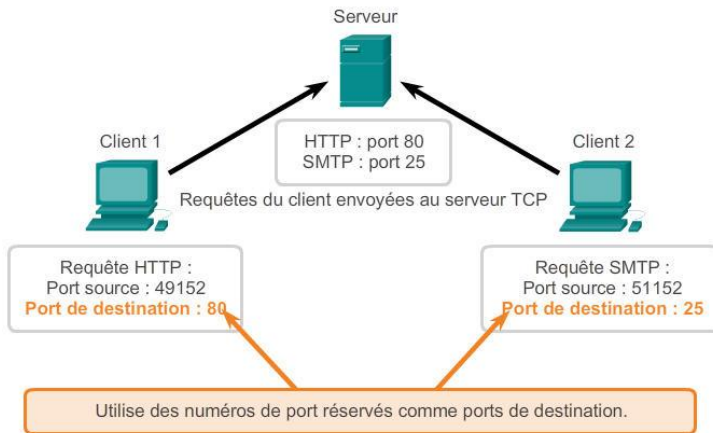 Serveur
Client 1
HTTP : port 80
SMTP : port 25
Client 2
Requêtes du client envoyées au serveur TCP
Requête HTTP :
Port source : 49152
Port de destination : 80
Requête SMTP :
Port source : 51152
Port de destination : 25
Utilise des numéros de port réservés comme ports de destination.